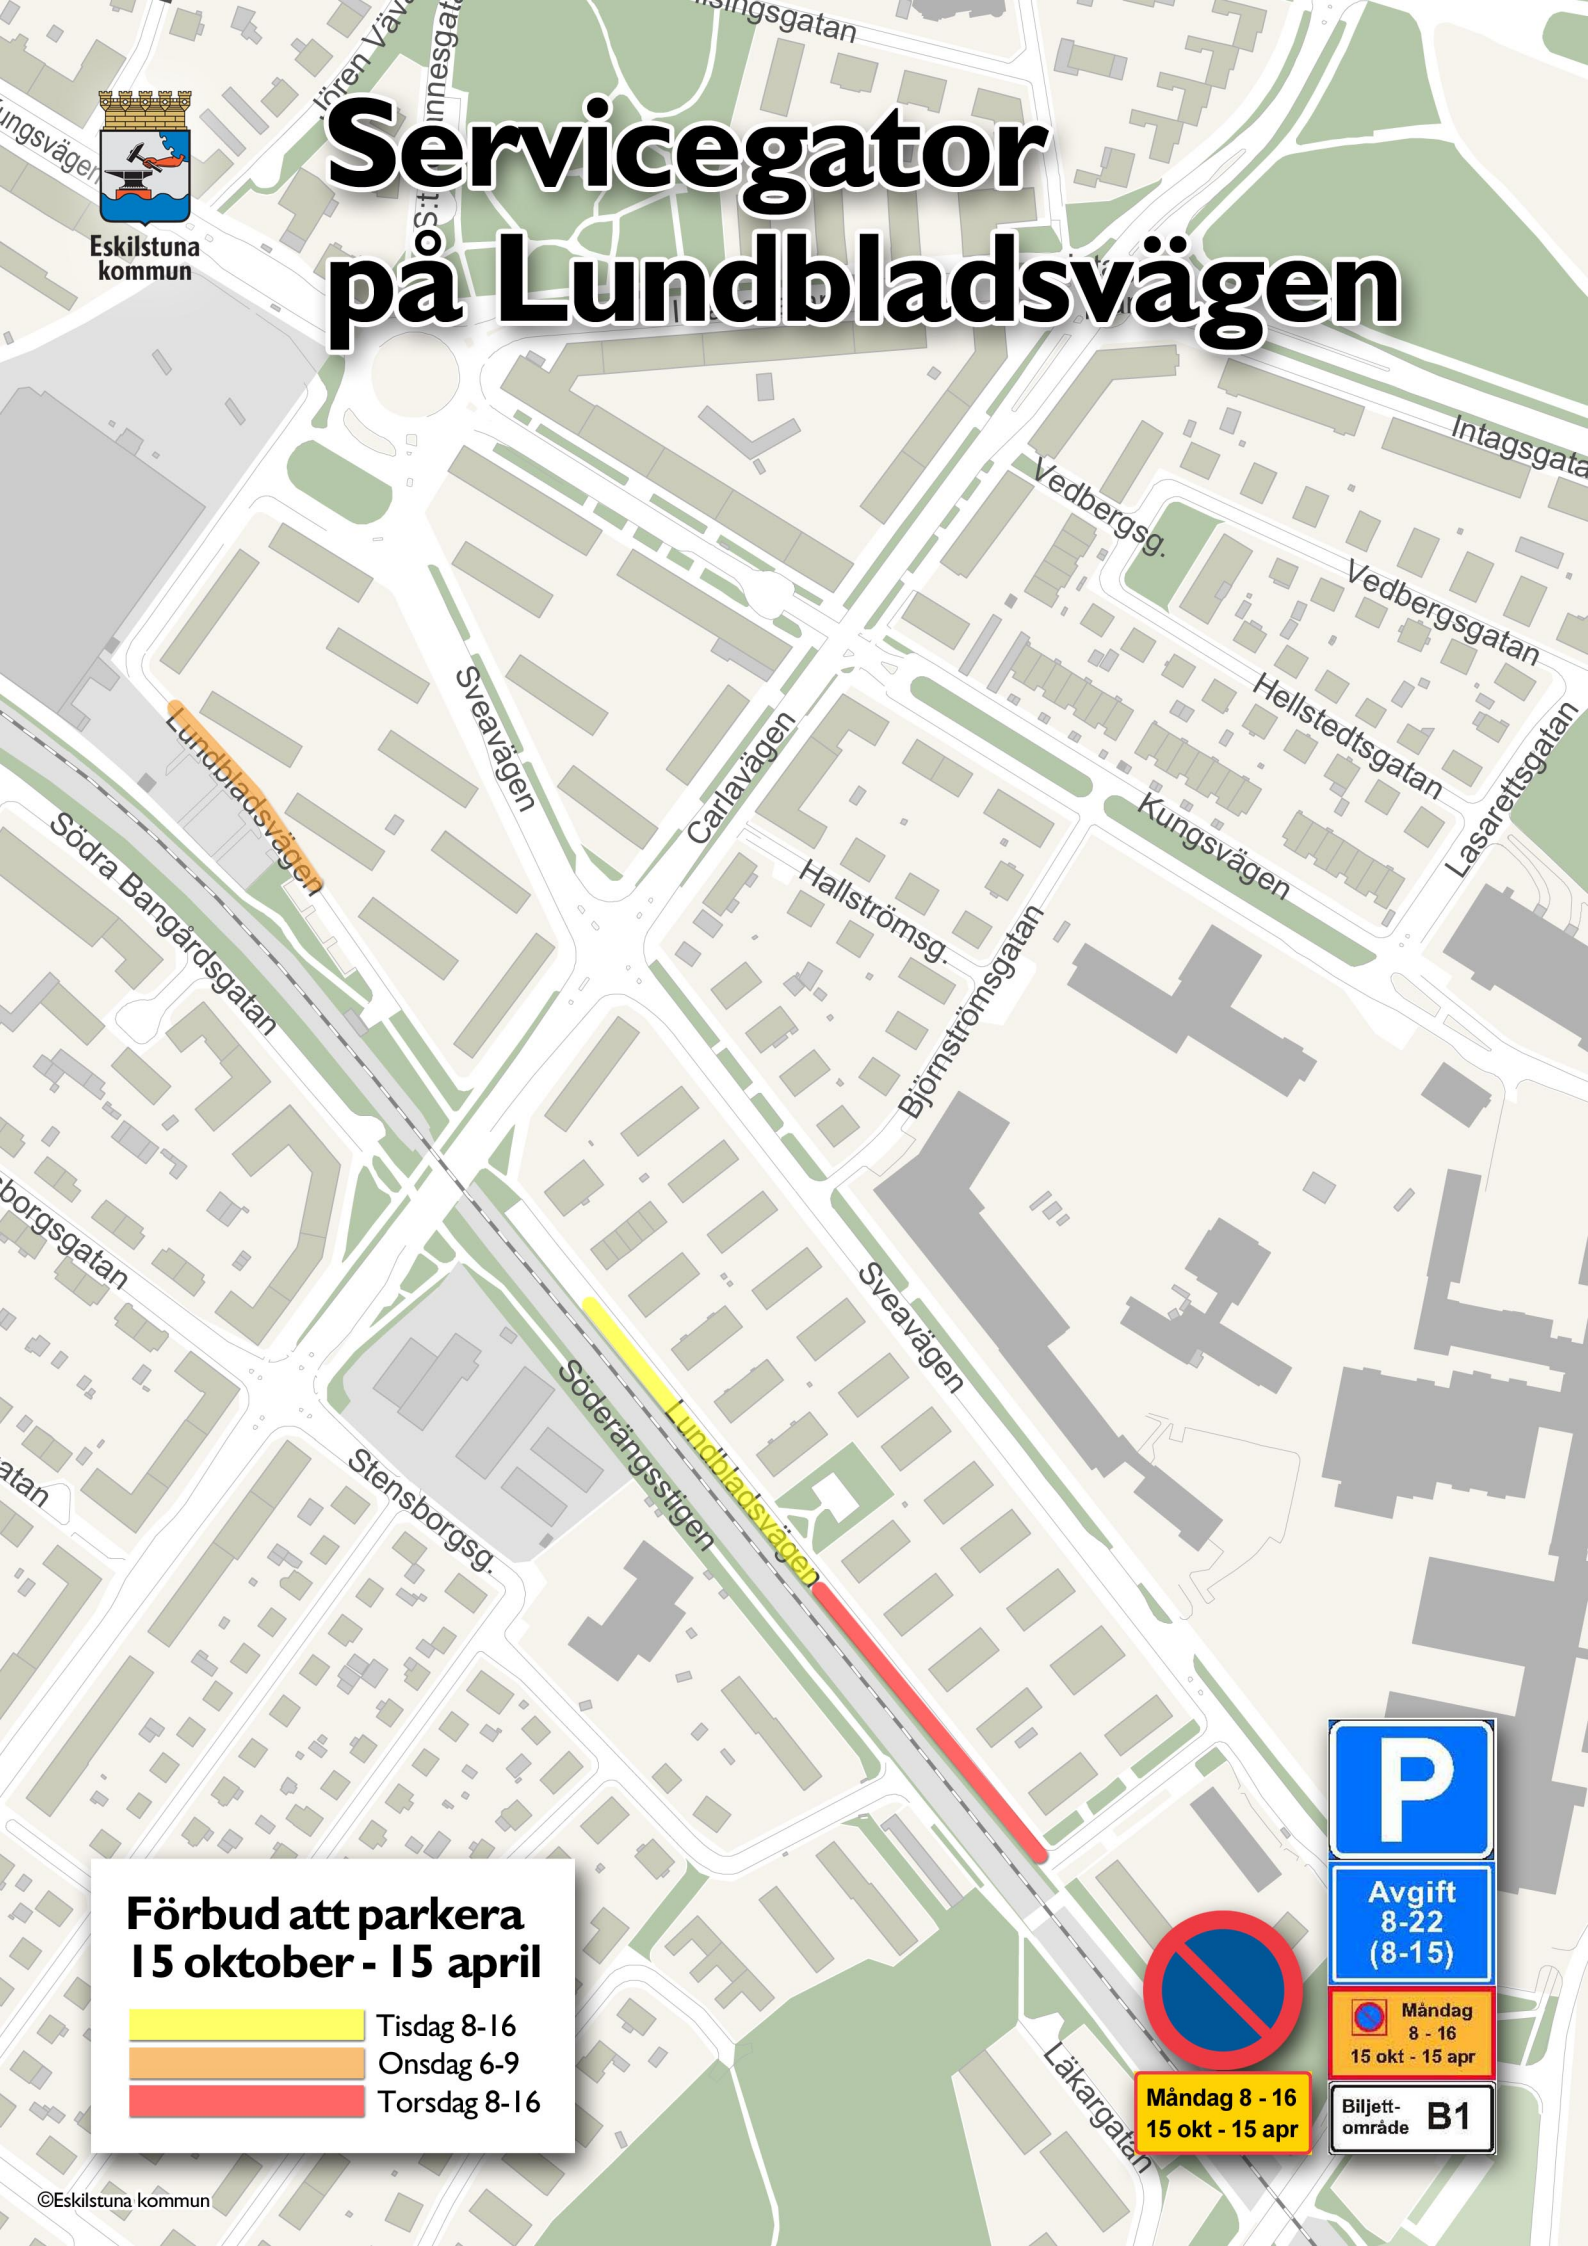 Servicegator
på Lundbladsvägen
Eskilstuna
kommun
Intagsgata
Vedbergsg.
Vedbergsgatan
Hellstedtsgatan
Lasarettsgatan
Kungsvägen
Sveavägen
Carlavägen
Lundbladsvägen
Södra Bangårdsgatan
Hallströmsg.
Björnströmsgatan
Sveavägen
Söderängsstigen
Lundbladsvägen
Stensborgsg.
Läkargatan
Förbud att parkera
15 oktober - 15 april
Tisdag 8-16
Onsdag 6-9
Torsdag 8-16
P
Avgift
8-22
(8-15)
Måndag
8 - 16
15 okt - 15 apr
Biljett-
område
B1
Måndag 8 - 16
15 okt - 15 apr
©Eskilstuna kommun